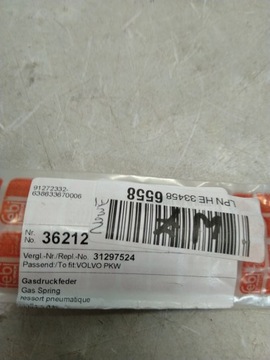 91272332-
638633670006
LPN HE 33458
6558
Nr.
No. 36212
Vergl.-Nr./Repl.-No. 31297524
Passend:/To fit:VOLVO PKW
Gasdruckfeder
Gas Spring
ressort pneumatique